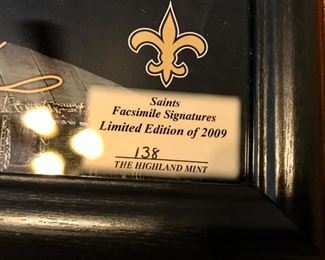 Saints
Facsimile Signatures
Limited Edition of 2009
138
THE HIGHLAND MINT